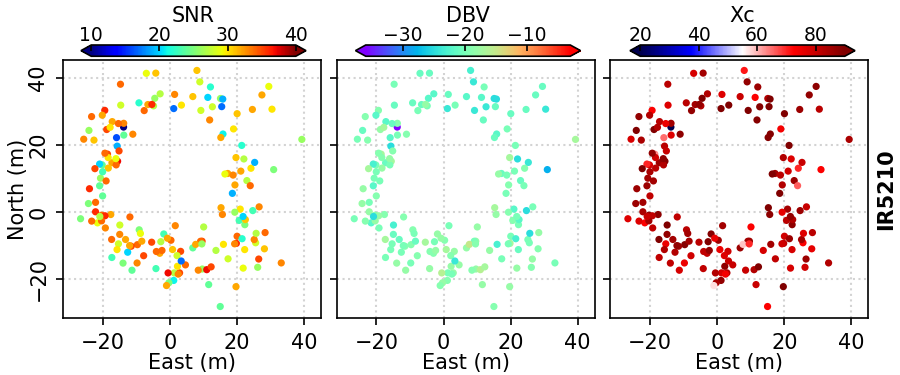 SNR DBV Xc
10 20 30 40 −30 −20 −10 20 40 60 80
40
20
0
−20
North (m)
IR5210
−20 0 20 40 −20 0 20 40 −20 0 20 40
East (m) East (m) East (m)